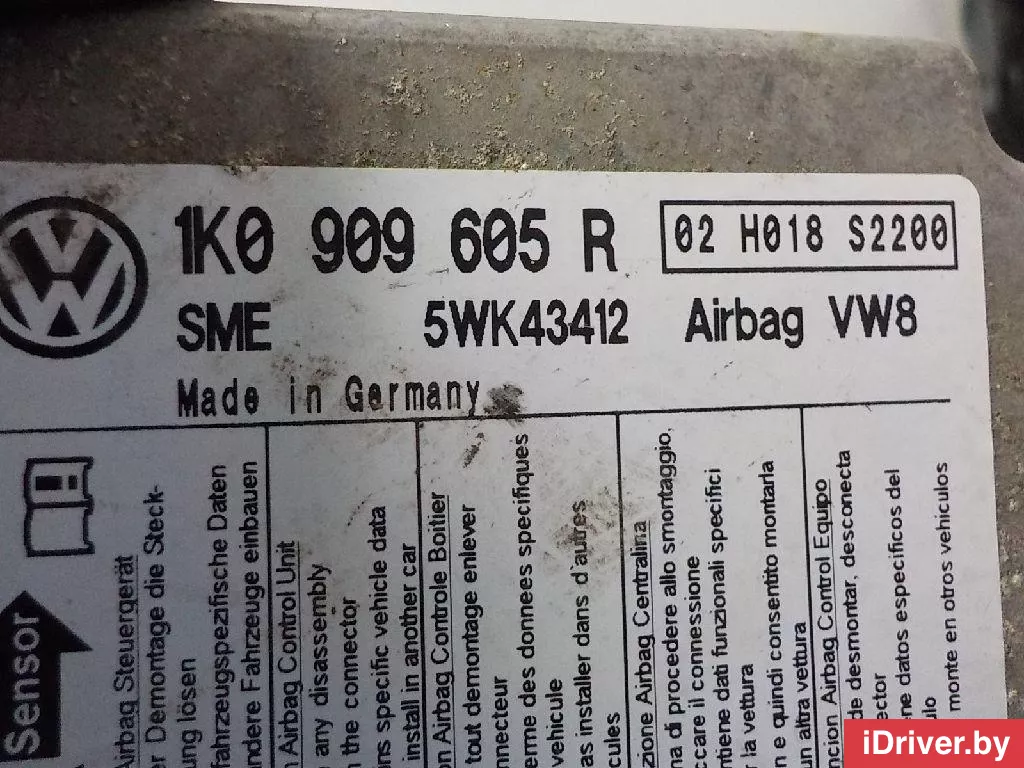 1K0 909 605 R
02 H018 S2200
SME 5WK43412 Airbag VW8
Made in Germany
Sensor
Airbag Steuergerät
Demontage die Steck-
ung lösen
fahrzeugspezifische Daten
Fahrzeuge einbauen
Airbag Control Unit
any disassembly
the connector
specific vehicle data
install in another car
Airbag Controle Boitier
tout demontage enlever
des donnees specifiques
vehicule
installer dans d'autres
Airbag Centralina
di procedere allo smontaggio,
il connessione
dati funzionali specifici
la vettura
e quindi consentito montarla
altra vettura
Airbag Control Equipo
de desmontar, desconecta
datos especificos del
monte en otros vehiculos
iDriver.by